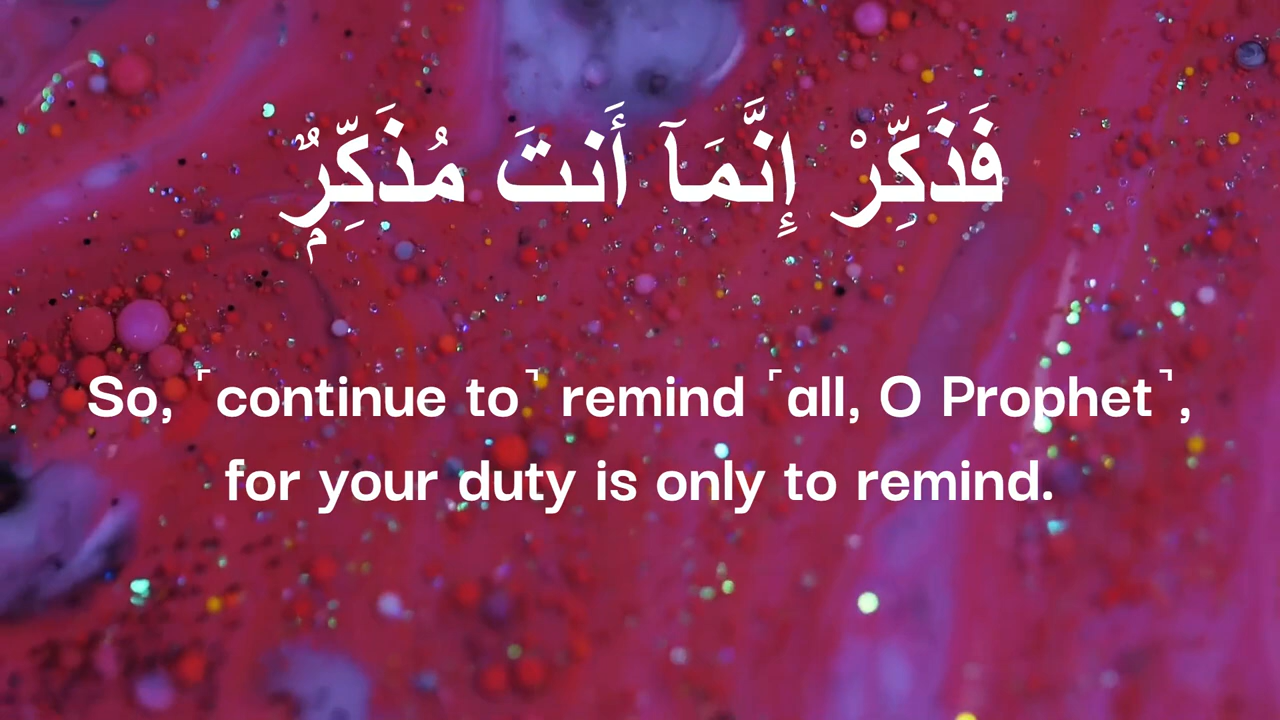 فَذَكِّرْ إِنَّمَآ أَنتَ مُذَكِّرٌۭ
So, ⸢continue to⸣ remind ⸢all, O Prophet⸣,
for your duty is only to remind.